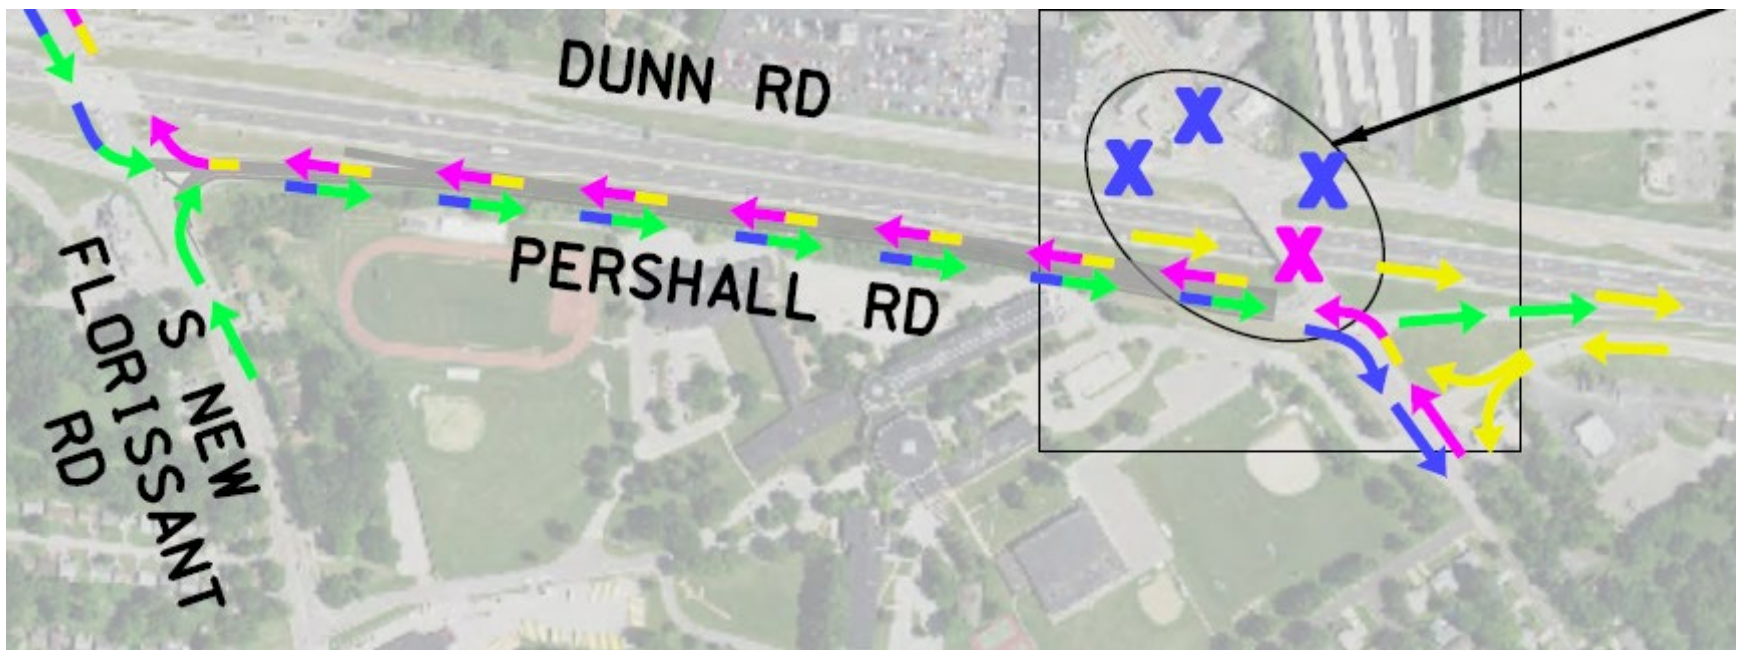 DUNN RD
X
X
X
X
PERSHALL RD
S NEW
FLORISSANT
RD